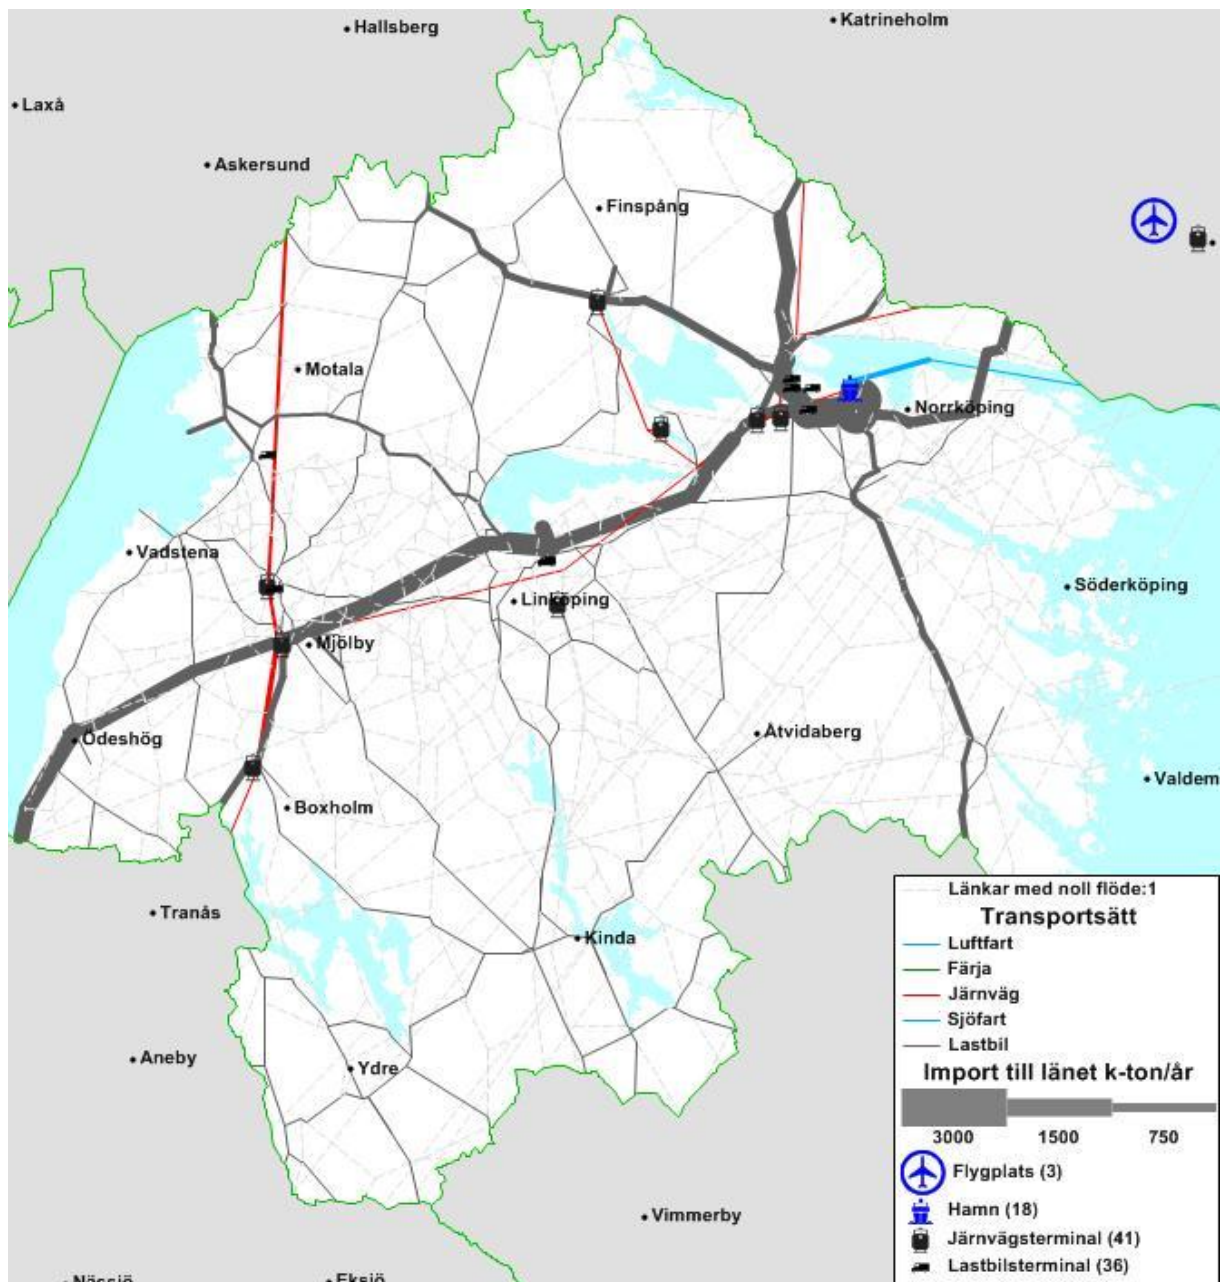 Katrineholm
Hallsberg
Laxå
Askersund
Finspång
Motala
Norrköping
Vadstena
Söderköping
Linköping
Mjölby
Åtvidaberg
Ödeshög
Valdem
Boxholm
Tranås
Kinda
Aneby
Ydre
Vimmerby
Nässjö
Eksjö
Länkar med noll flöde:1
Transportsätt
Luftfart
Färja
Järnväg
Sjöfart
Lastbil
Import till länet k-ton/år
3000 1500 750
Flygplats (3)
Hamn (18)
Järnvägsterminal (41)
Lastbilsterminal (36)